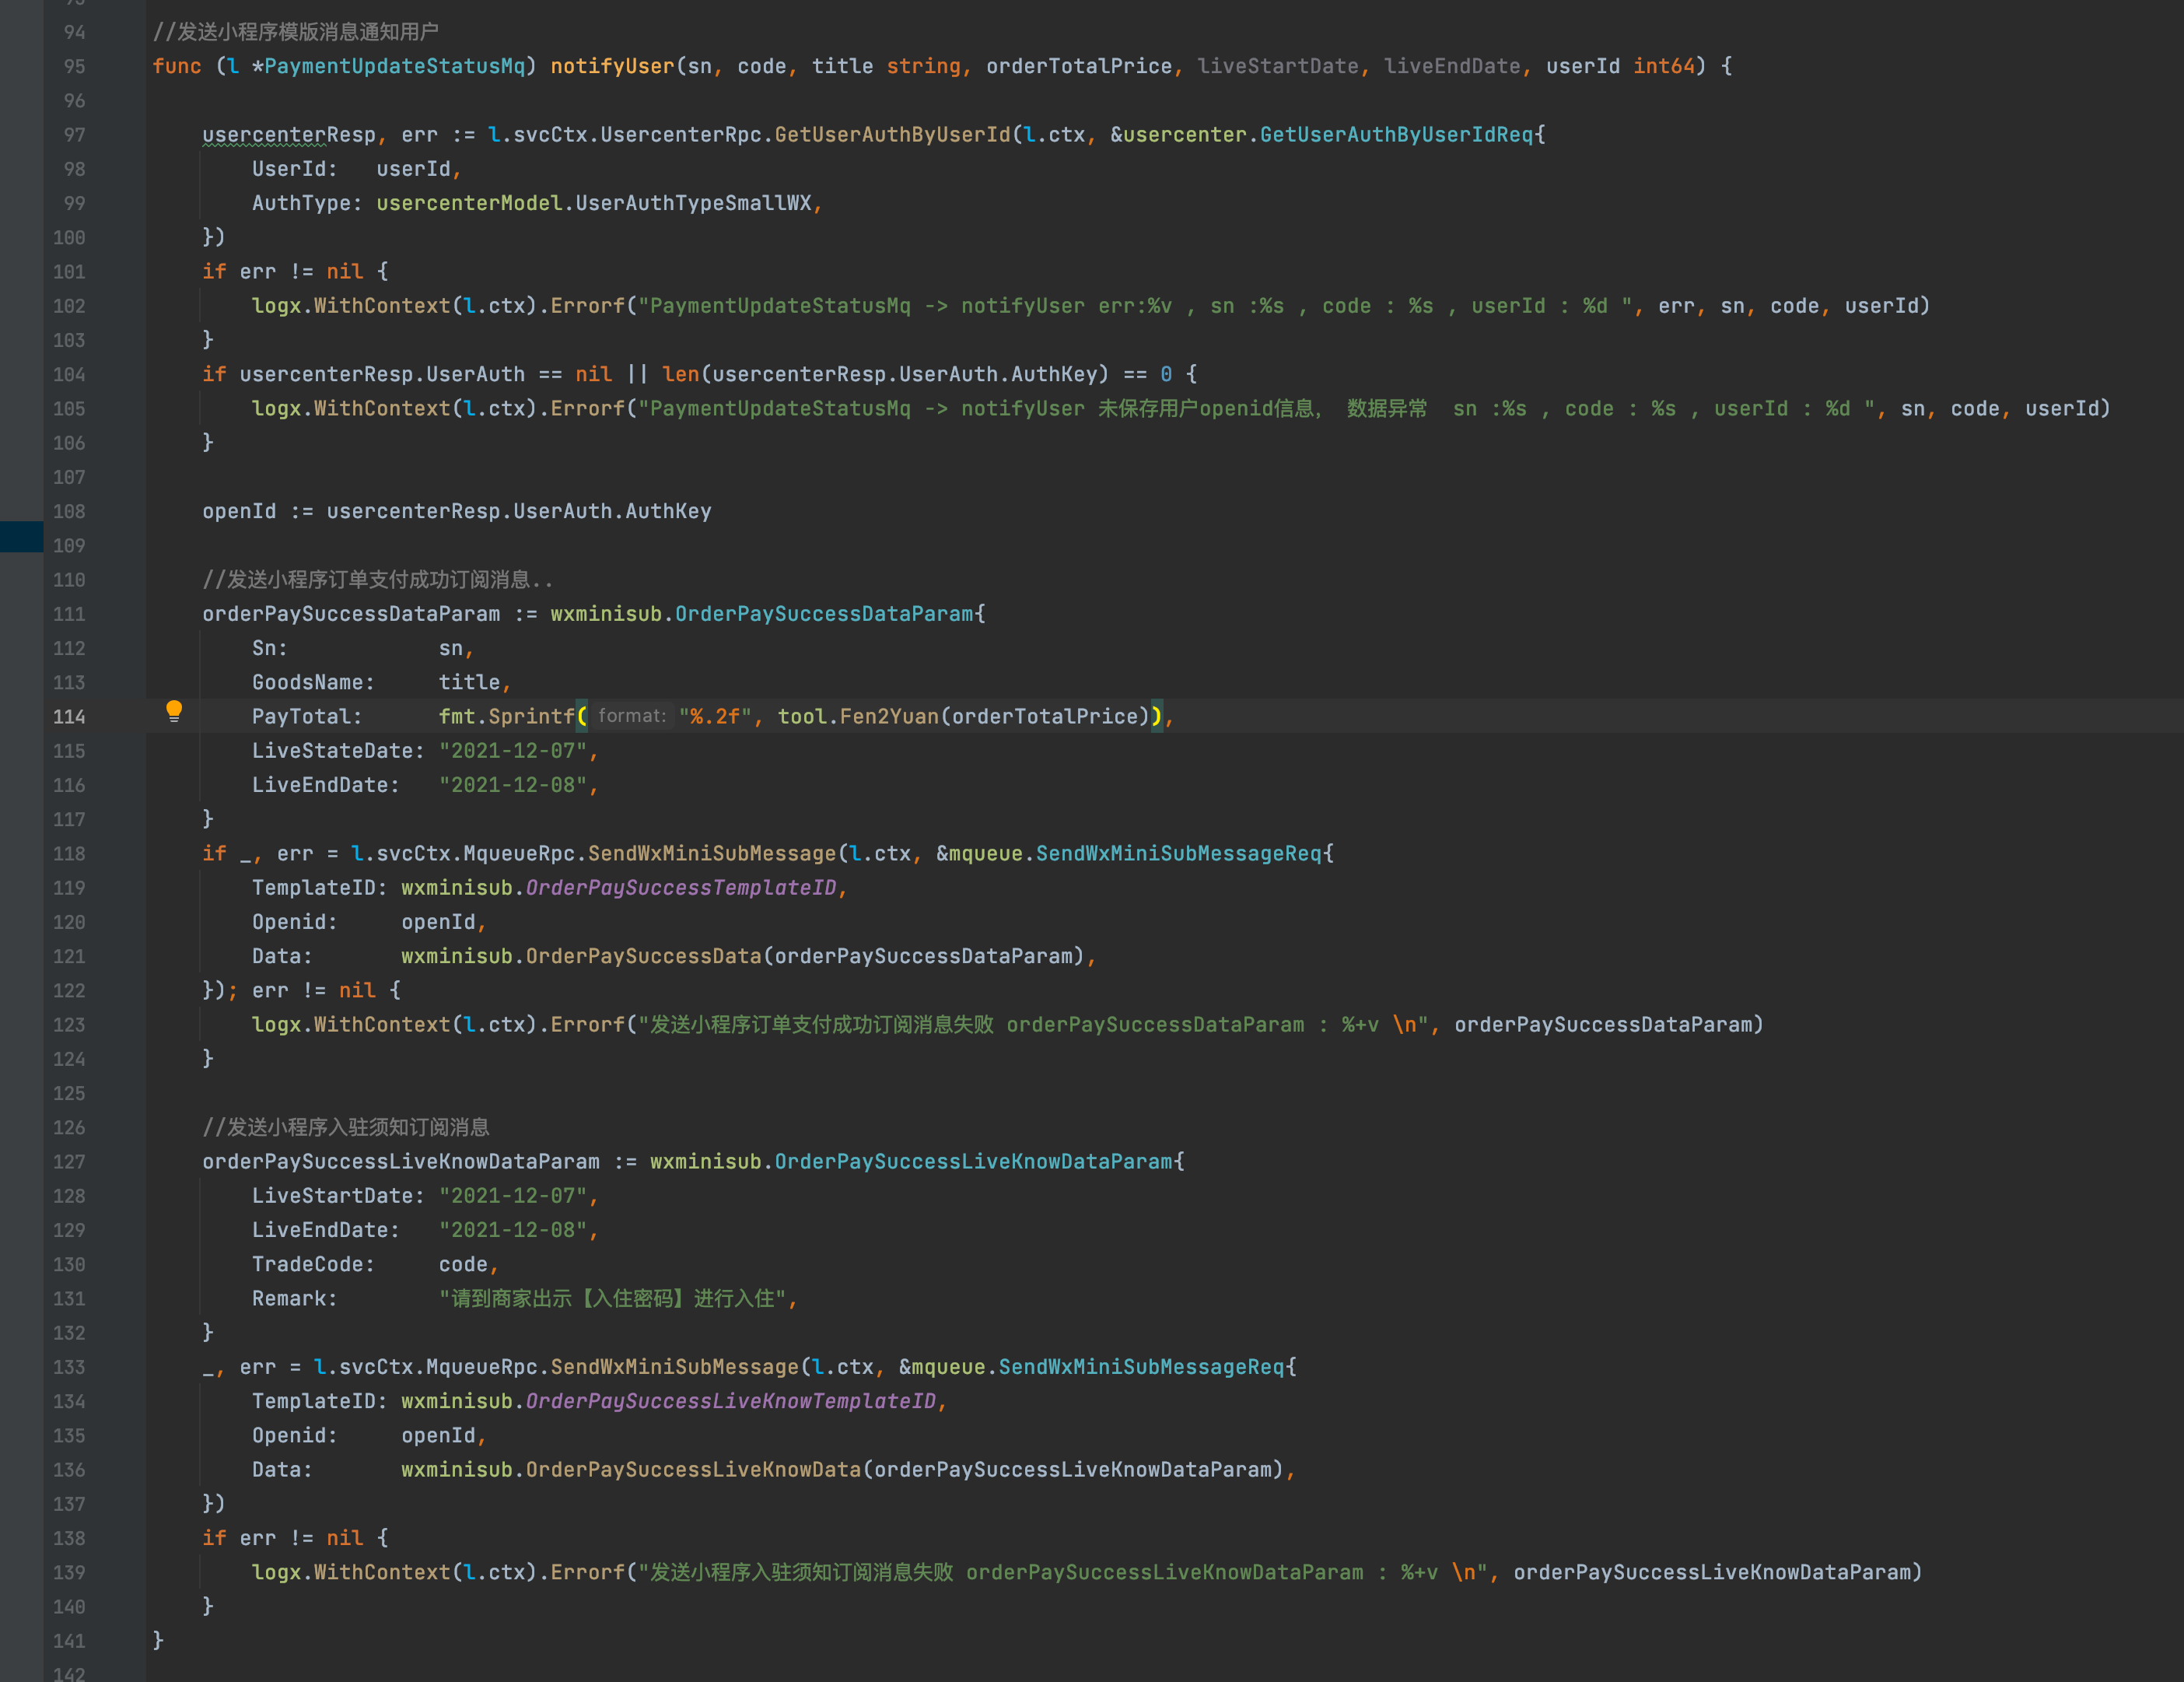 94 //发送小程序模版消息通知用户
95 func (l *PaymentUpdateStatusMq) notifyUser(sn, code, title string, orderTotalPrice, liveStartDate, liveEndDate, userId int64) {
96
97 usercenterResp, err := l.svcCtx.UsercenterRpc.GetUserAuthByUserId(l.ctx, &usercenter.GetUserAuthByUserIdReq{
98 UserId: userId,
99 AuthType: usercenterModel.UserAuthTypeSmallWX,
100 })
101 if err != nil {
102 logx.WithContext(l.ctx).Errorf("PaymentUpdateStatusMq -> notifyUser err:%v , sn :%s , code : %s , userId : %d ", err, sn, code, userId)
103 }
104 if usercenterResp.UserAuth == nil || len(usercenterResp.UserAuth.AuthKey) == 0 {
105 logx.WithContext(l.ctx).Errorf("PaymentUpdateStatusMq -> notifyUser 未保存用户openid信息， 数据异常  sn :%s , code : %s , userId : %d ", sn, code, userId)
106 }
107
108 openId := usercenterResp.UserAuth.AuthKey
109
110 //发送小程序订单支付成功订阅消息..
111 orderPaySuccessDataParam := wxminisub.OrderPaySuccessDataParam{
112 Sn: sn,
113 GoodsName: title,
114 PayTotal: fmt.Sprintf( format: "%.2f", tool.Fen2Yuan(orderTotalPrice)),
115 LiveStateDate: "2021-12-07",
116 LiveEndDate: "2021-12-08",
117 }
118 if _, err = l.svcCtx.MqueueRpc.SendWxMiniSubMessage(l.ctx, &mqueue.SendWxMiniSubMessageReq{
119 TemplateID: wxminisub.OrderPaySuccessTemplateID,
120 Openid: openId,
121 Data: wxminisub.OrderPaySuccessData(orderPaySuccessDataParam),
122 }); err != nil {
123 logx.WithContext(l.ctx).Errorf("发送小程序订单支付成功订阅消息失败 orderPaySuccessDataParam : %+v \n", orderPaySuccessDataParam)
124 }
125
126 //发送小程序入驻须知订阅消息
127 orderPaySuccessLiveKnowDataParam := wxminisub.OrderPaySuccessLiveKnowDataParam{
128 LiveStartDate: "2021-12-07",
129 LiveEndDate: "2021-12-08",
130 TradeCode: code,
131 Remark: "请到商家出示【入住密码】进行入住",
132 }
133 _, err = l.svcCtx.MqueueRpc.SendWxMiniSubMessage(l.ctx, &mqueue.SendWxMiniSubMessageReq{
134 TemplateID: wxminisub.OrderPaySuccessLiveKnowTemplateID,
135 Openid: openId,
136 Data: wxminisub.OrderPaySuccessLiveKnowData(orderPaySuccessLiveKnowDataParam),
137 })
138 if err != nil {
139 logx.WithContext(l.ctx).Errorf("发送小程序入驻须知订阅消息失败 orderPaySuccessLiveKnowDataParam : %+v \n", orderPaySuccessLiveKnowDataParam)
140 }
141 }
142